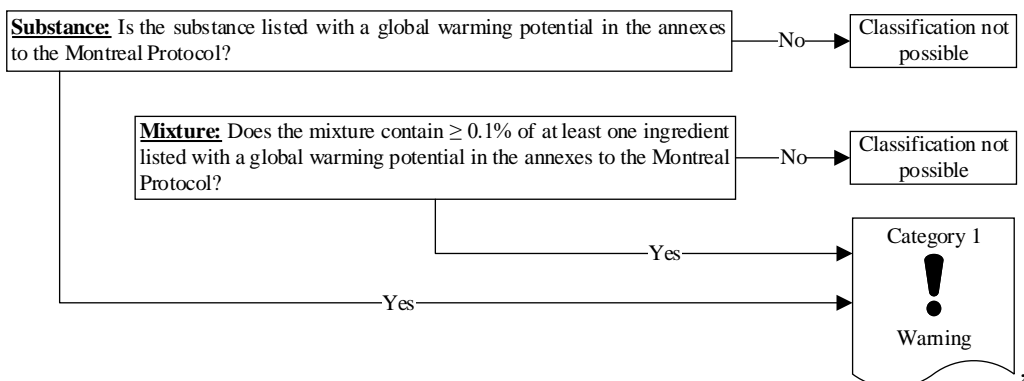 Substance: Is the substance listed with a global warming potential in the annexes
to the Montreal Protocol?
No
Classification not
possible
Mixture: Does the mixture contain ≥ 0.1% of at least one ingredient
listed with a global warming potential in the annexes to the Montreal
Protocol?
No
Classification not
possible
Yes
Yes
Category 1
Warning